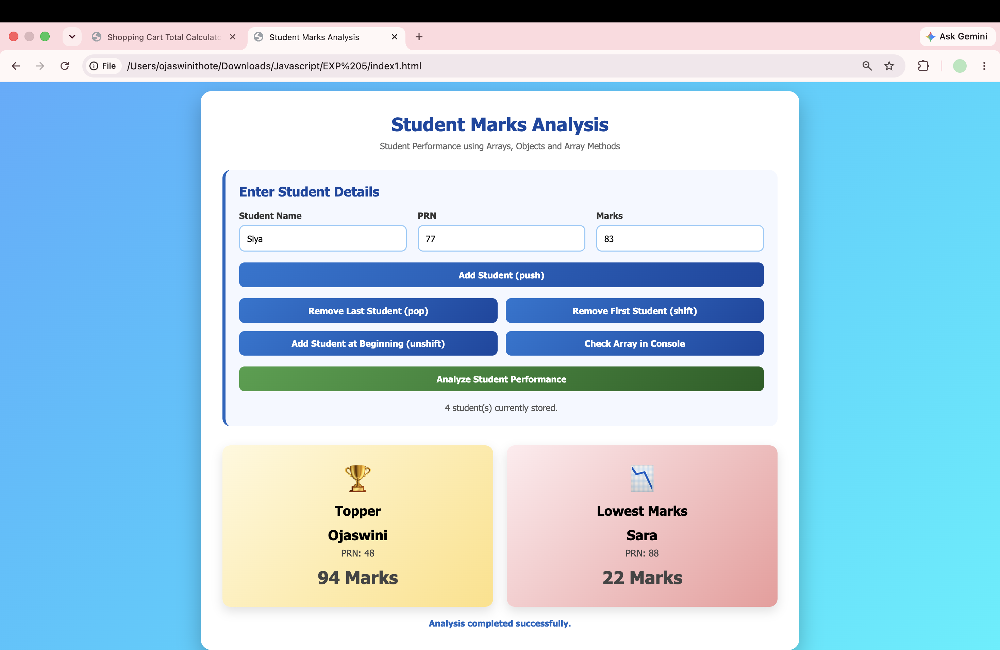 Shopping Cart Total Calculato
Student Marks Analysis
Ask Gemini
File
/Users/ojaswinithote/Downloads/Javascript/EXP%205/index1.html
Student Marks Analysis
Student Performance using Arrays, Objects and Array Methods
Enter Student Details
Student Name PRN Marks
Siya 77 83
Add Student (push)
Remove Last Student (pop) Remove First Student (shift)
Add Student at Beginning (unshift) Check Array in Console
Analyze Student Performance
4 student(s) currently stored.
Topper
Ojaswini
PRN: 48
94 Marks
Lowest Marks
Sara
PRN: 88
22 Marks
Analysis completed successfully.